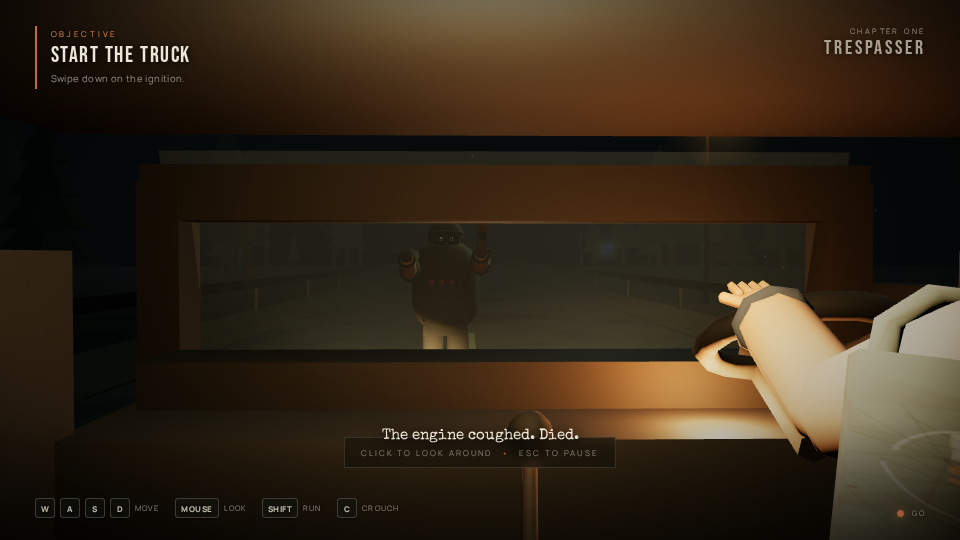 OBJECTIVE
START THE TRUCK
Swipe down on the ignition.
CHAPTER ONE
TRESPASSER
The engine coughed. Died.
CLICK TO LOOK AROUND • ESC TO PAUSE
W A S D MOVE MOUSE LOOK SHIFT RUN C CROUCH
GO